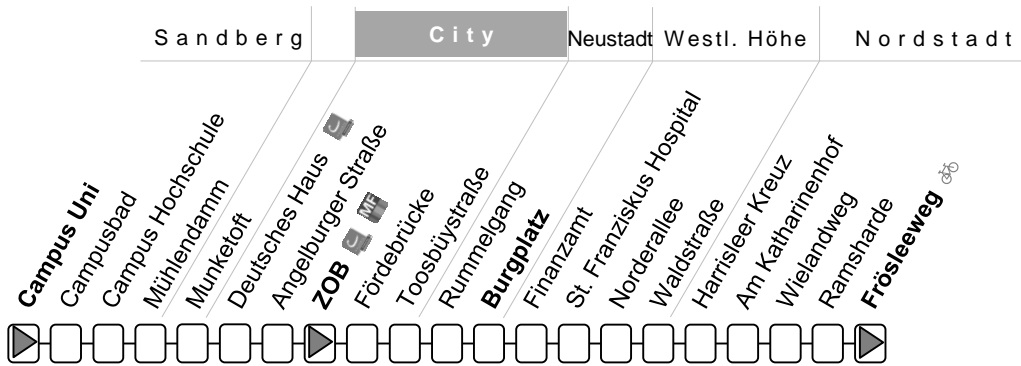 Sandberg City Neustadt Westl. Höhe Nordstadt
Campus Uni
Campusbad
Campus Hochschule
Mühlendamm
Munketoft
Deutsches Haus
Angelburger Straße
ZOB MF
Fördebrücke
Toosbüystraße
Rummelgang
Burgplatz
Finanzamt
St. Franziskus Hospital
Norderallee
Waldstraße
Harrisleer Kreuz
Am Katharinenhof
Wielandweg
Ramsharde
Frösleeweg